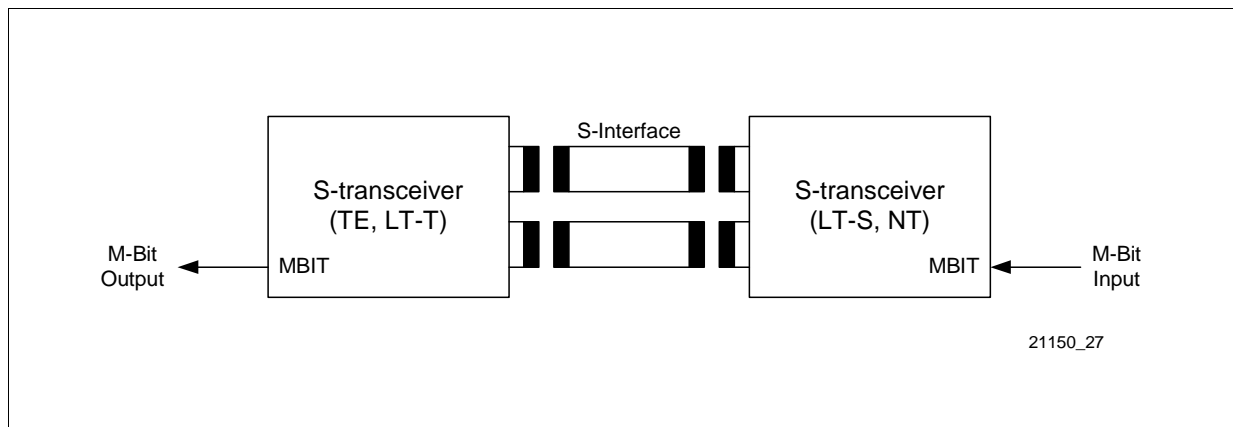 S-Interface
S-transceiver
(TE, LT-T)
S-transceiver
(LT-S, NT)
M-Bit
Output
MBIT
MBIT
M-Bit
Input
21150_27